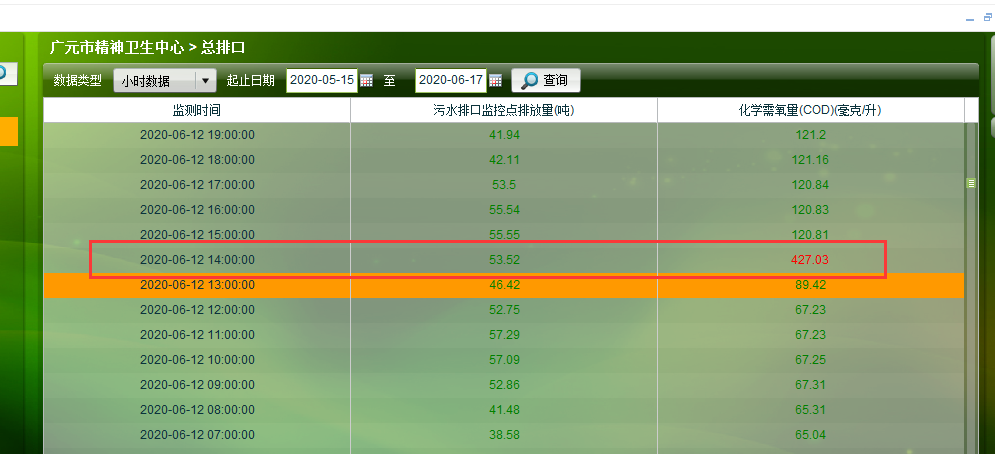 广元市精神卫生中心 > 总排口
数据类型 小时数据 起止日期 2020-05-15 至 2020-06-17 查询
监测时间 污水排口监控点排放量(吨) 化学需氧量(COD)(毫克/升)
2020-06-12 19:00:00 41.94 121.2
2020-06-12 18:00:00 42.11 121.16
2020-06-12 17:00:00 53.5 120.84
2020-06-12 16:00:00 55.54 120.83
2020-06-12 15:00:00 55.55 120.81
2020-06-12 14:00:00 53.52 427.03
2020-06-12 13:00:00 46.42 89.42
2020-06-12 12:00:00 52.75 67.23
2020-06-12 11:00:00 57.29 67.23
2020-06-12 10:00:00 57.09 67.25
2020-06-12 09:00:00 52.86 67.31
2020-06-12 08:00:00 41.48 65.31
2020-06-12 07:00:00 38.58 65.04